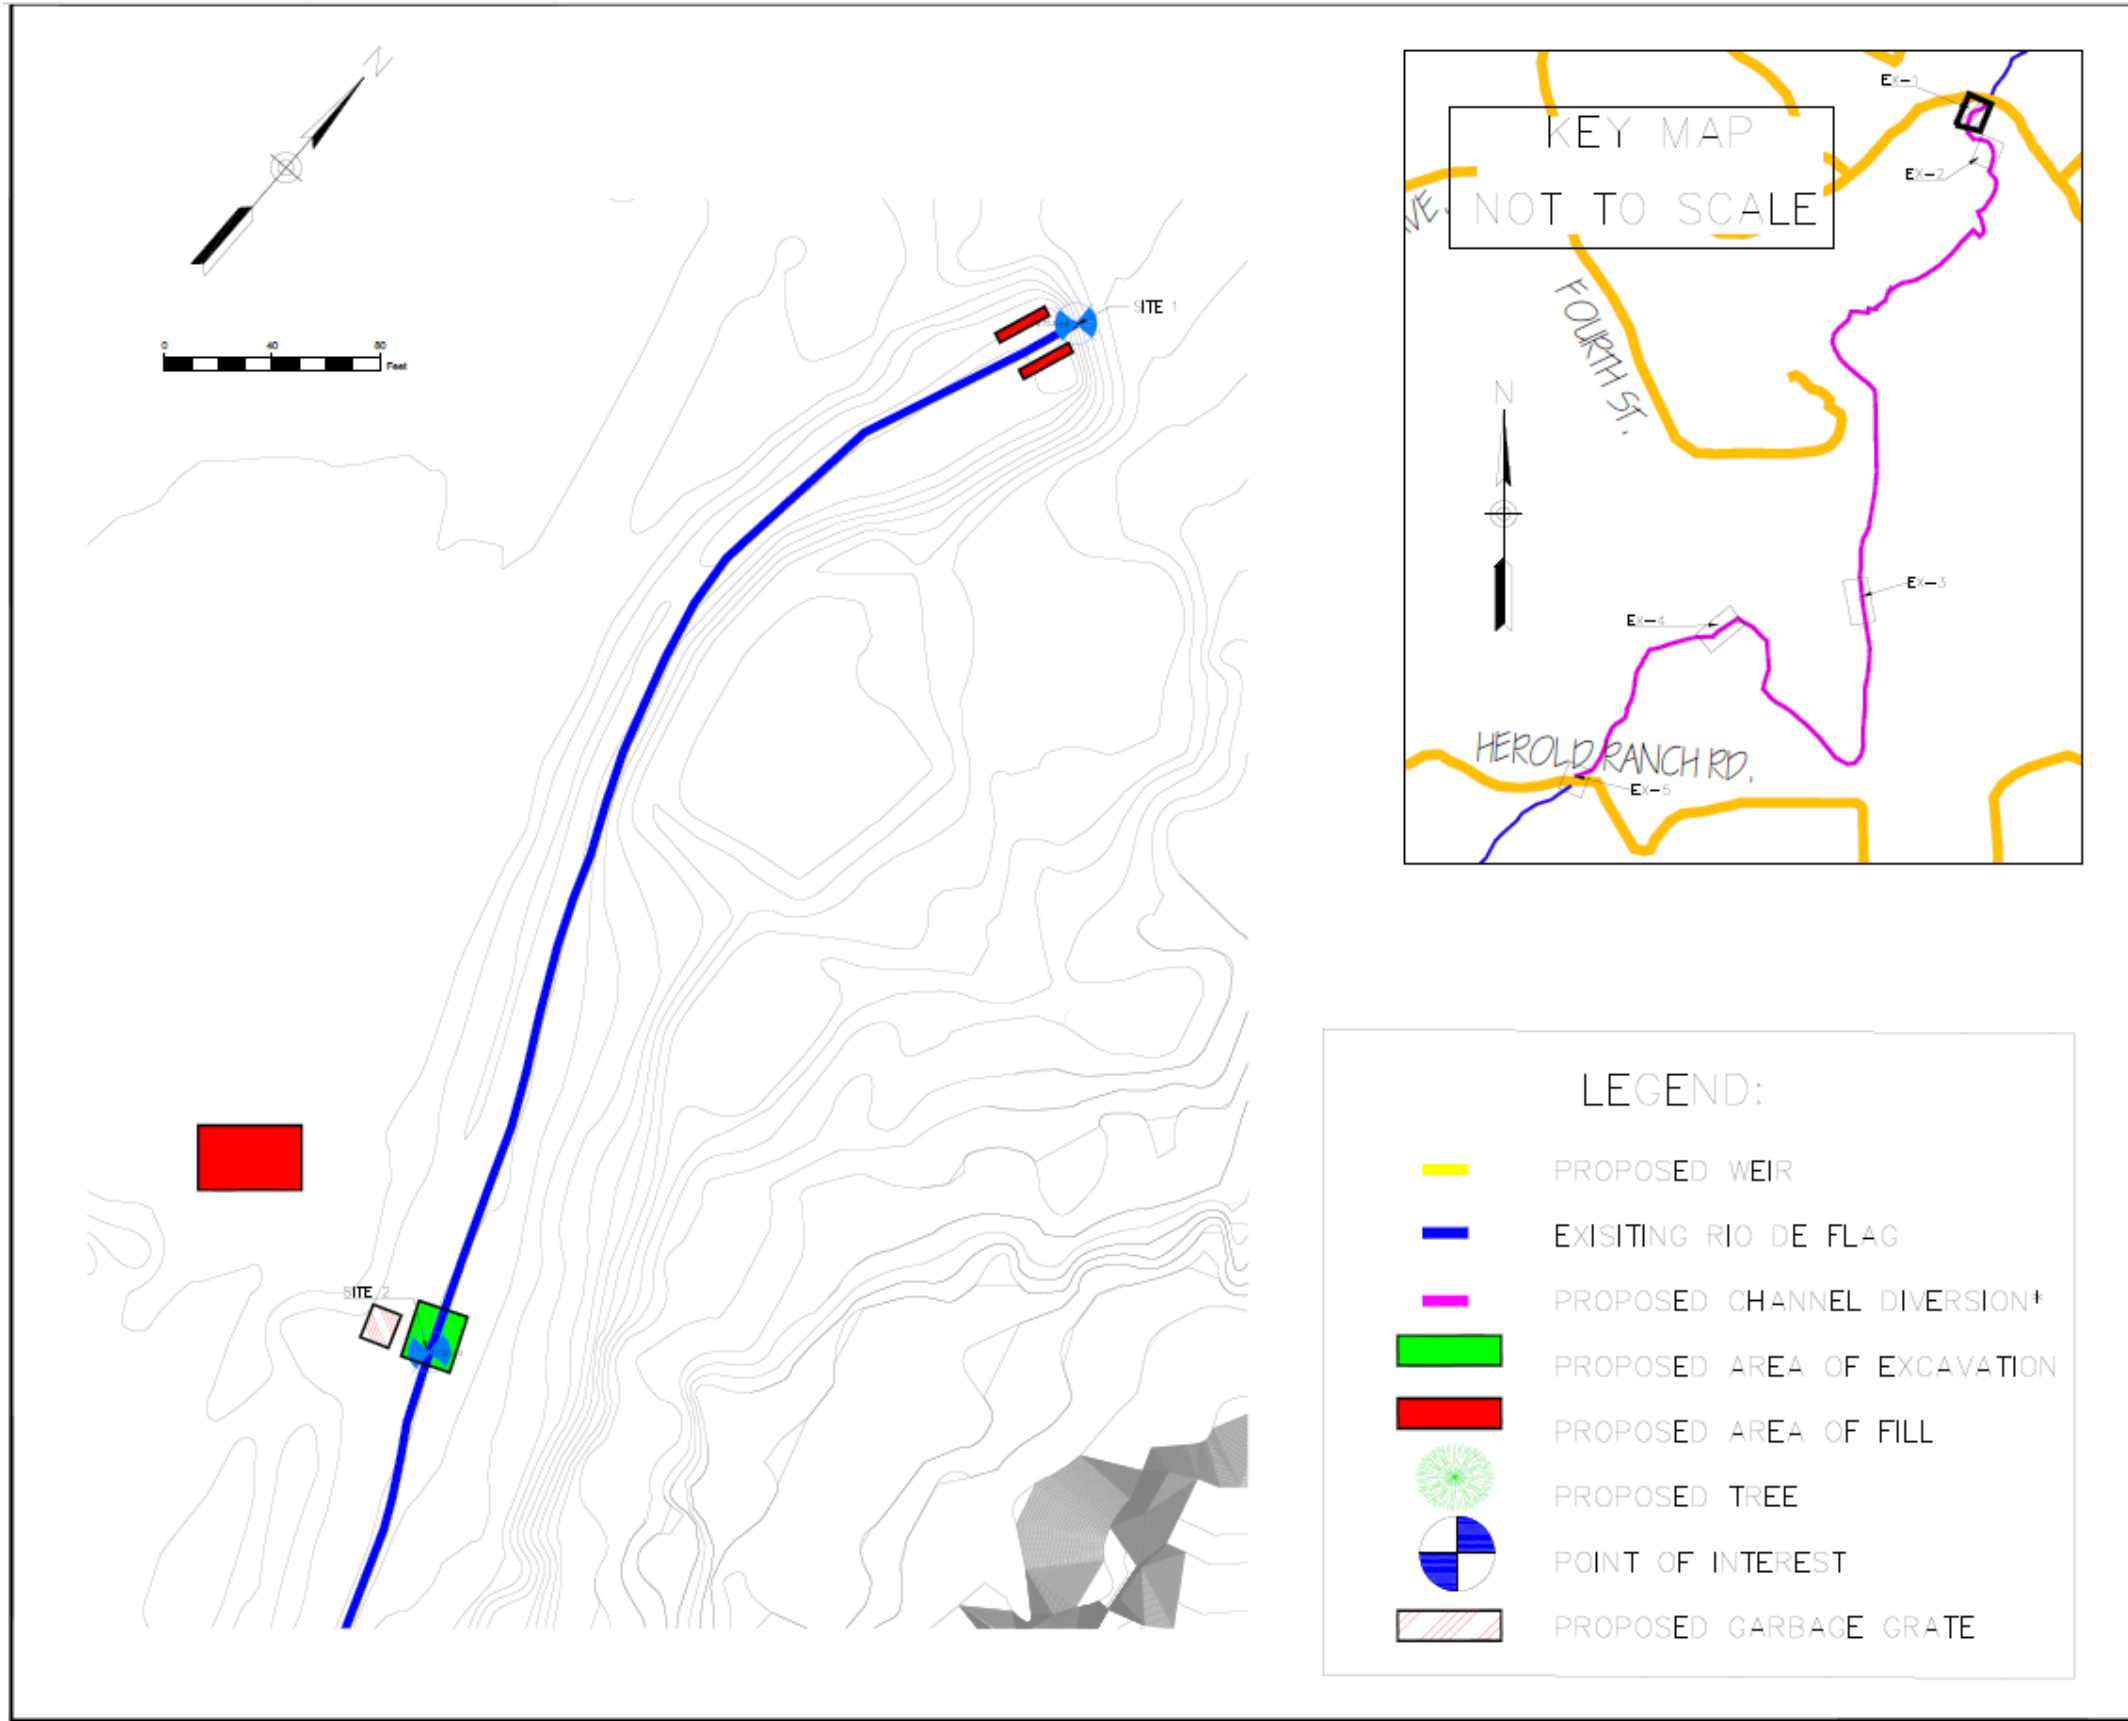 N
0 40 80
Feet
SITE 1
SITE 2
KEY MAP
NOT TO SCALE
VE.
FOURTH ST.
N
EX-1
EX-2
EX-3
EX-4
HEROLD RANCH RD.
EX-5
LEGEND:
PROPOSED WEIR
EXISITING RIO DE FLAG
PROPOSED CHANNEL DIVERSION*
PROPOSED AREA OF EXCAVATION
PROPOSED AREA OF FILL
PROPOSED TREE
POINT OF INTEREST
PROPOSED GARBAGE GRATE